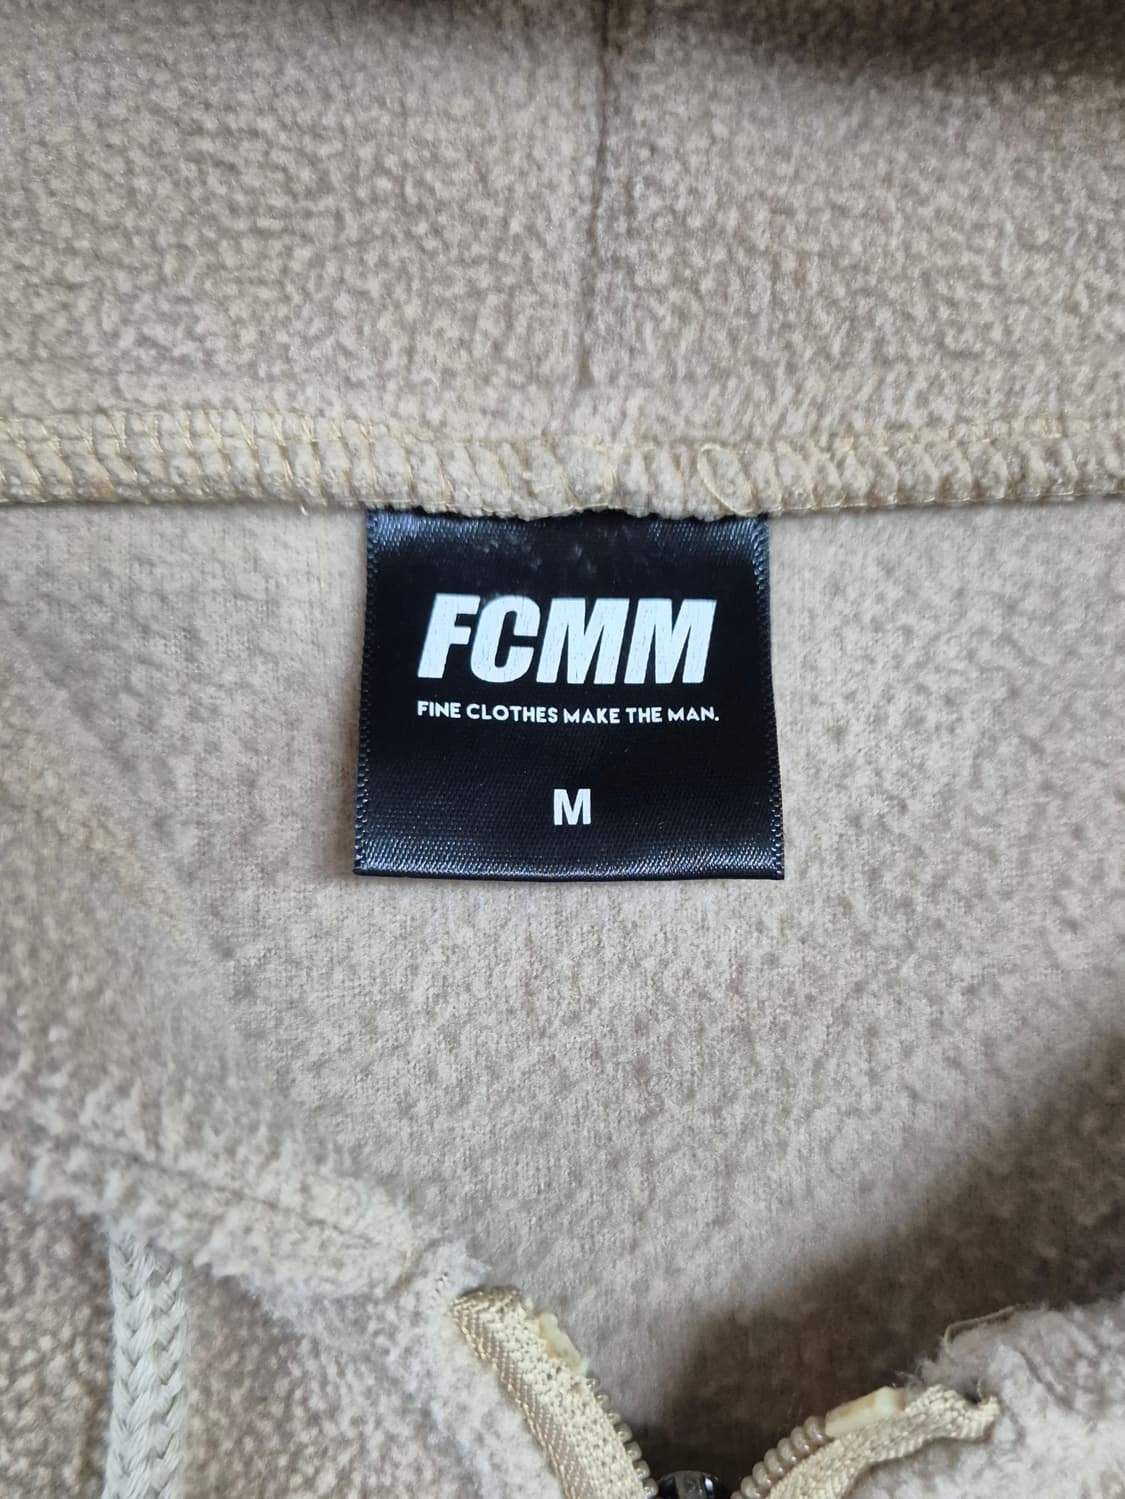 FCMM
FINE CLOTHES MAKE THE MAN.
M